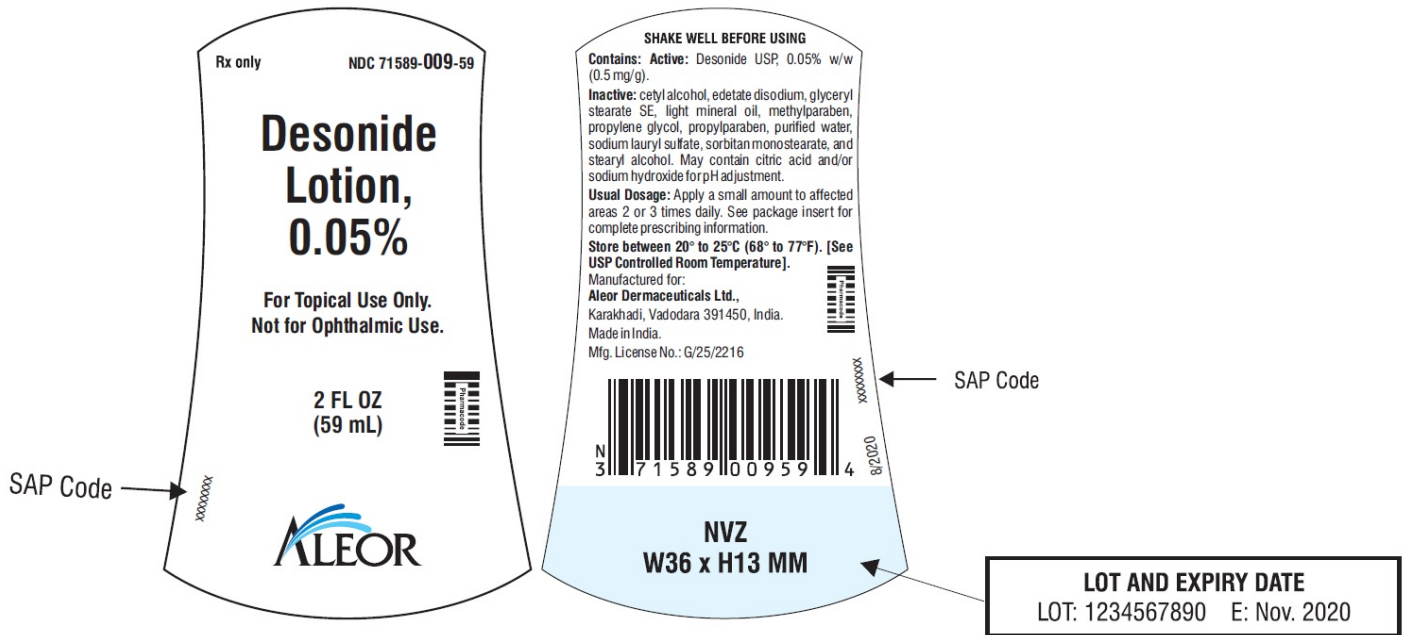 Rx only NDC 71589-009-59
Desonide
Lotion,
0.05%
For Topical Use Only.
Not for Ophthalmic Use.
2 FL OZ
(59 mL)
Pharmacode
SAP Code
xxxxxxxx
ALEOR
SHAKE WELL BEFORE USING
Contains: Active: Desonide USP, 0.05% w/w
(0.5 mg/g).
Inactive: cetyl alcohol, edetate disodium, glyceryl
stearate SE, light mineral oil, methylparaben,
propylene glycol, propylparaben, purified water,
sodium lauryl sulfate, sorbitan monostearate, and
stearyl alcohol. May contain citric acid and/or
sodium hydroxide for pH adjustment.
Usual Dosage: Apply a small amount to affected
areas 2 or 3 times daily. See package insert for
complete prescribing information.
Store between 20° to 25°C (68° to 77°F). [See
USP Controlled Room Temperature].
Manufactured for:
Aleor Dermaceuticals Ltd.,
Karakhadi, Vadodara 391450, India.
Made in India.
Mfg. License No.: G/25/2216
Pharmacode
xxxxxxxx
SAP Code
N
3 71589 00959 4
8/2020
NVZ
W36 x H13 MM
LOT AND EXPIRY DATE
LOT: 1234567890 E: Nov. 2020